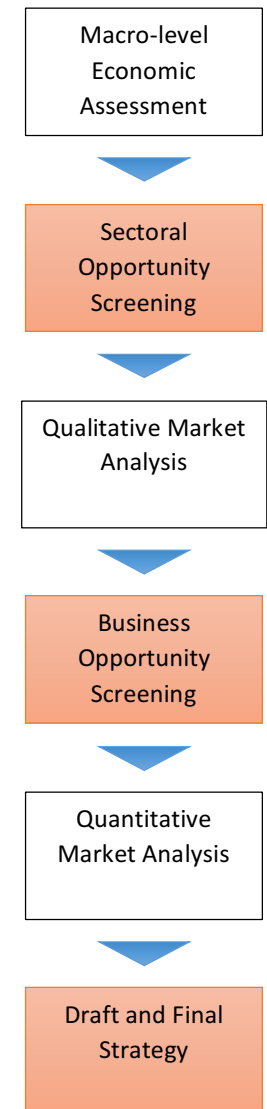 Macro-level
Economic
Assessment
Sectoral
Opportunity
Screening
Qualitative Market
Analysis
Business
Opportunity
Screening
Quantitative
Market Analysis
Draft and Final
Strategy